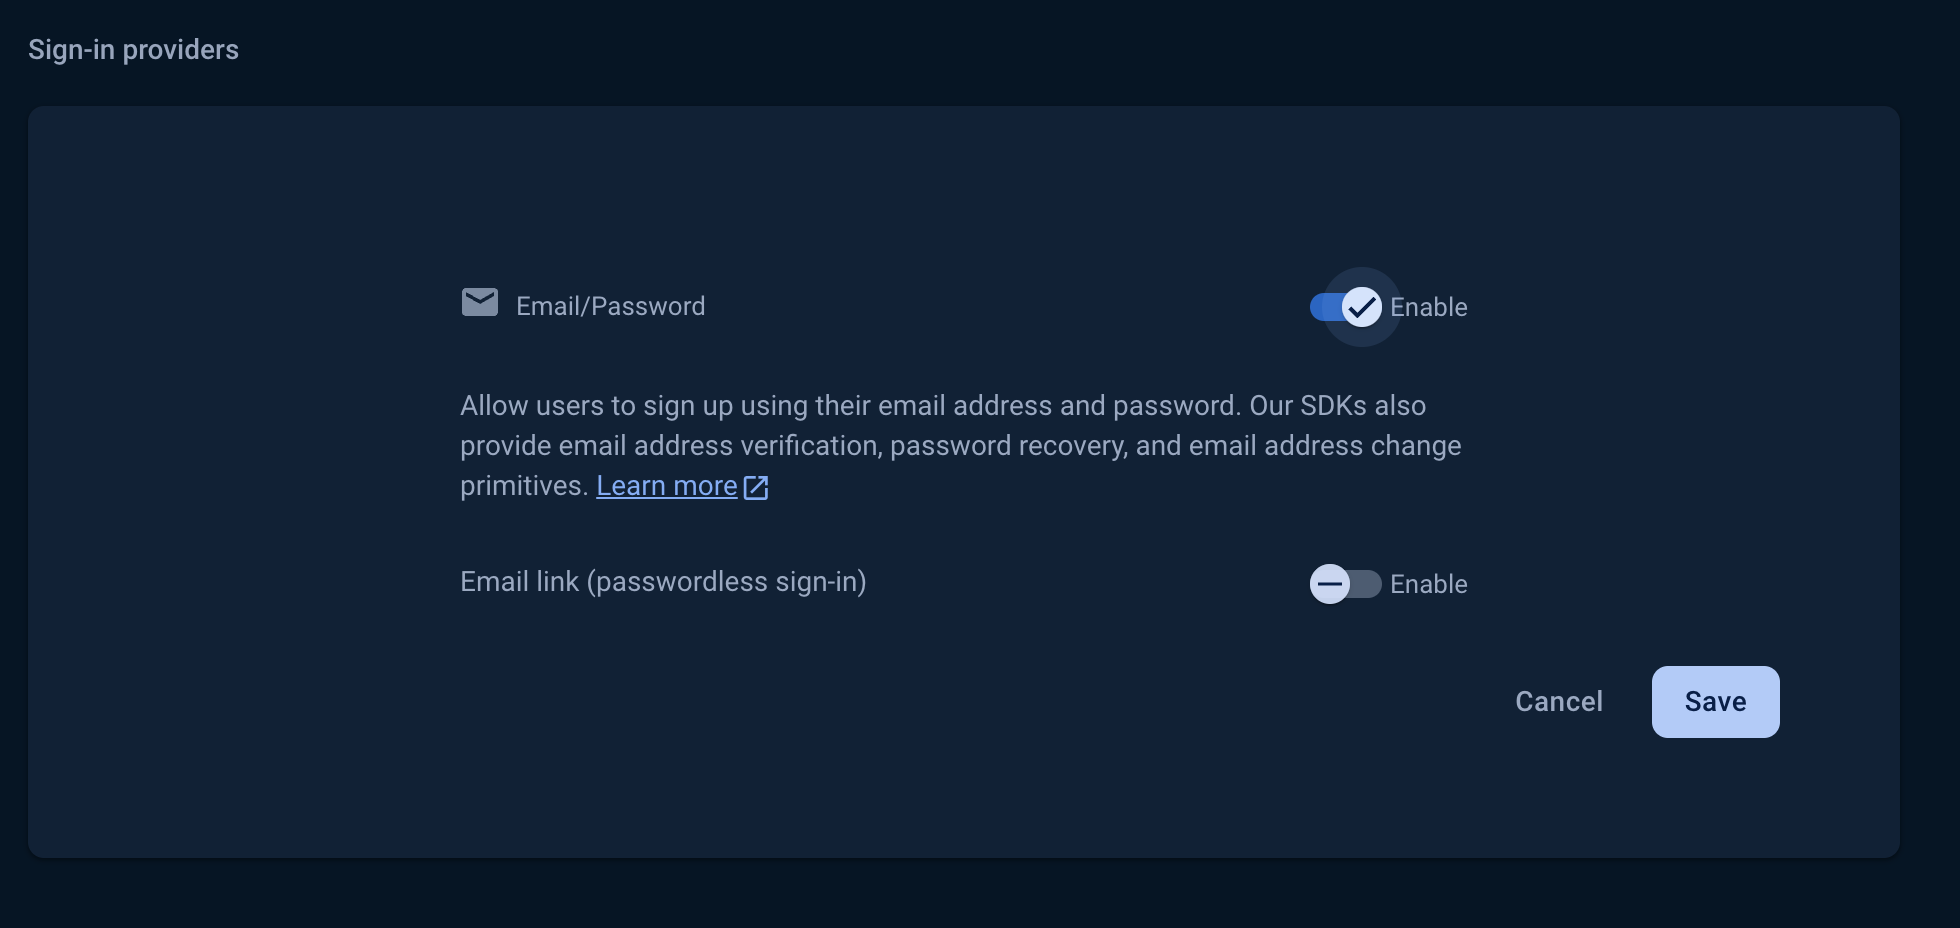 Sign-in providers
Email/Password
Enable
Allow users to sign up using their email address and password. Our SDKs also
provide email address verification, password recovery, and email address change
primitives. Learn more
Email link (passwordless sign-in)
Enable
Cancel
Save